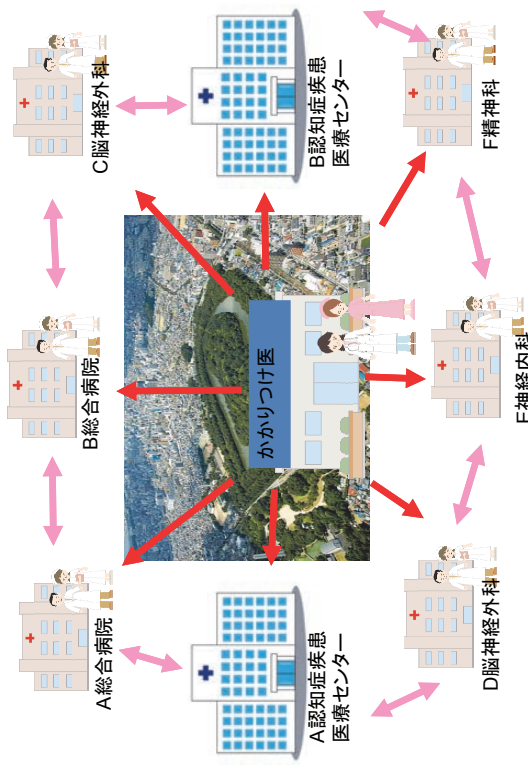 A総合病院
B総合病院
C脳神経外科
A認知症疾患
医療センター
かかりつけ医
B認知症疾患
医療センター
D脳神経外科
E神経内科
F精神科